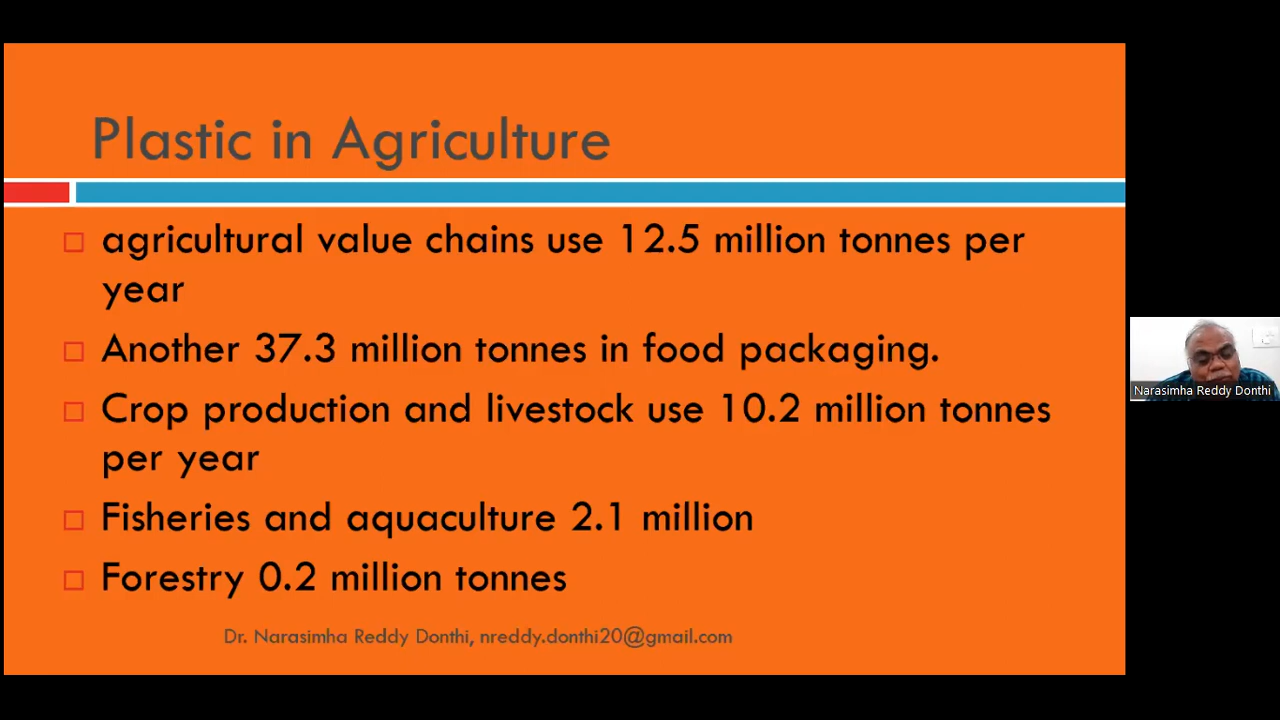 Plastic in Agriculture
agricultural value chains use 12.5 million tonnes per
year
Another 37.3 million tonnes in food packaging.
Crop production and livestock use 10.2 million tonnes
per year
Fisheries and aquaculture 2.1 million
Forestry 0.2 million tonnes
Dr. Narasimha Reddy Donthi, nreddy.donthi20@gmail.com
Narasimha Reddy Donthi